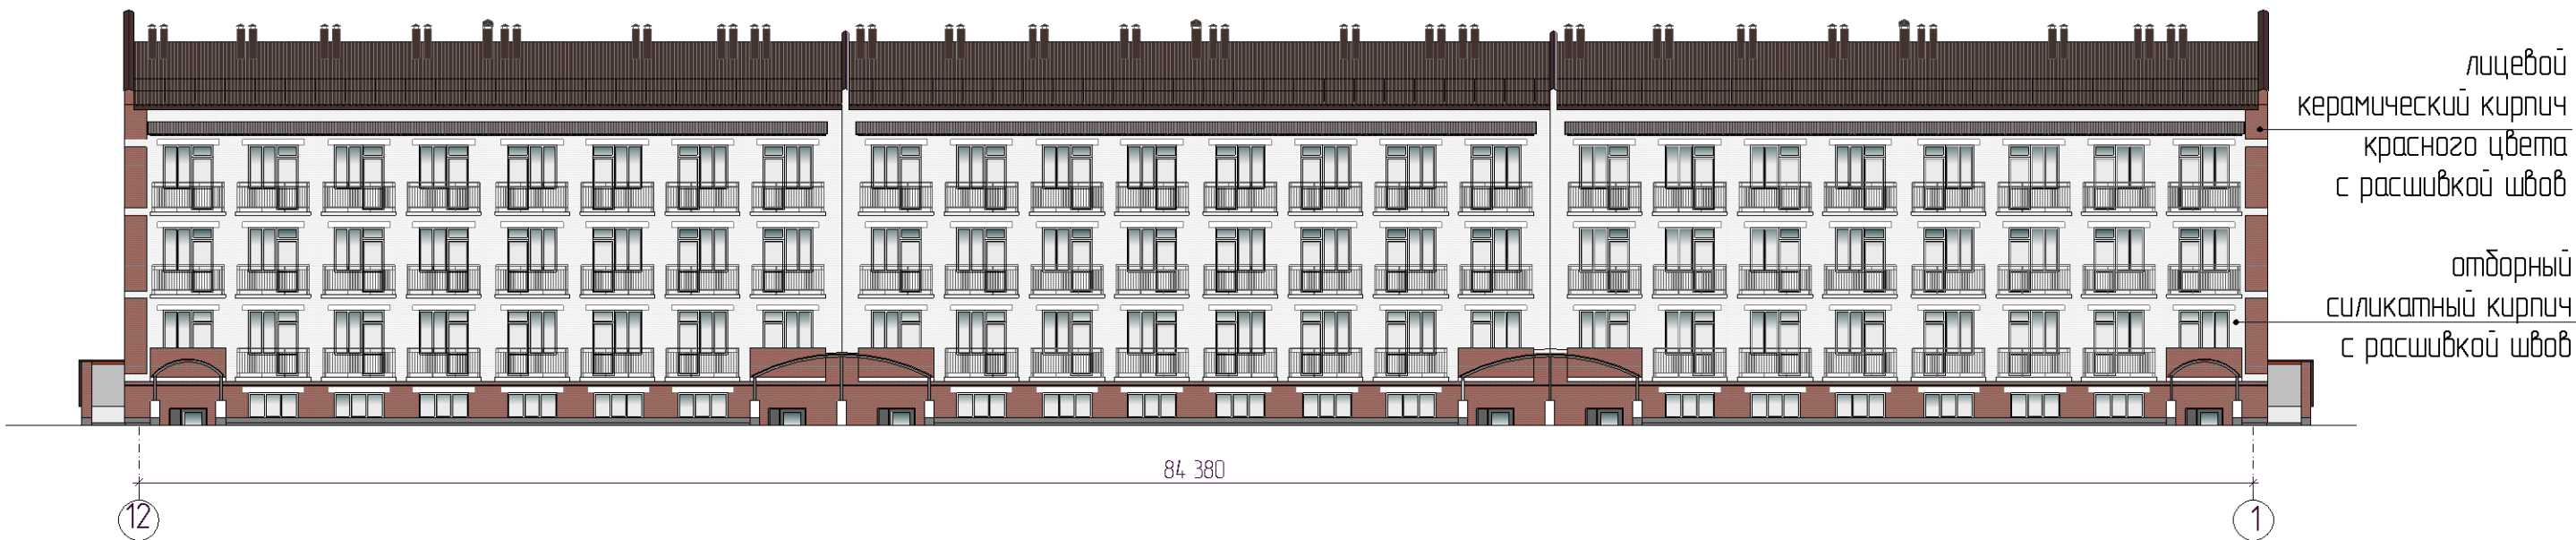 лицевой
керамический кирпич
красного цвета
с расшивкой швов
отборный
силикатный кирпич
с расшивкой швов
84 380
12
1